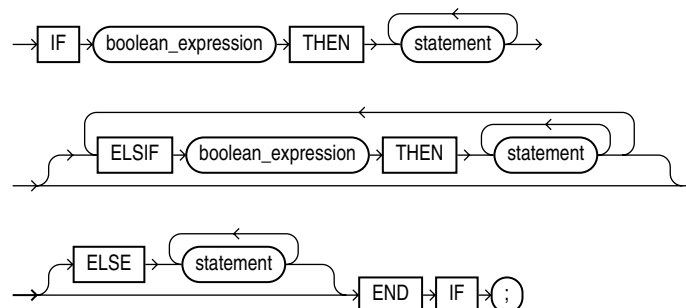 IF boolean_expression THEN statement
ELSIF boolean_expression THEN statement
ELSE statement END IF ;